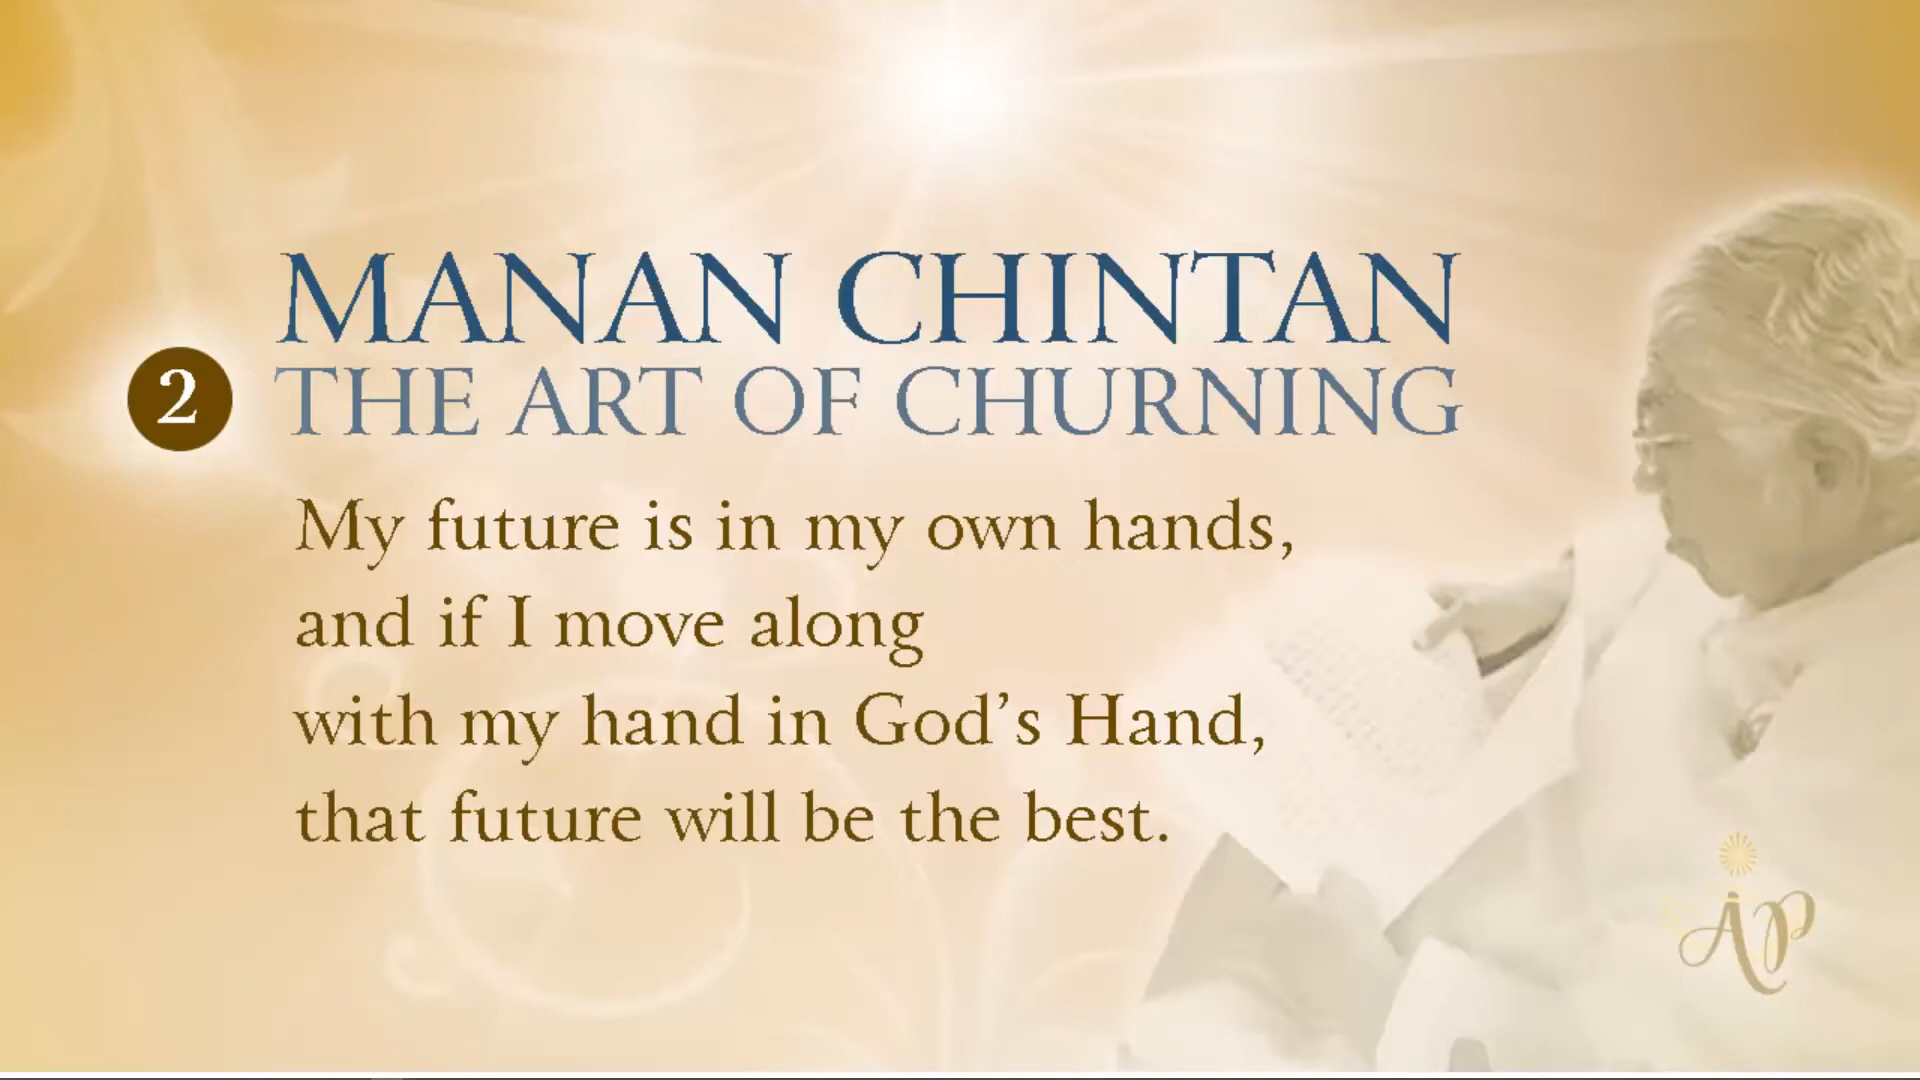 MANAN CHINTAN
2 THE ART OF CHURNING
My future is in my own hands,
and if I move along
with my hand in God’s Hand,
that future will be the best.
AP